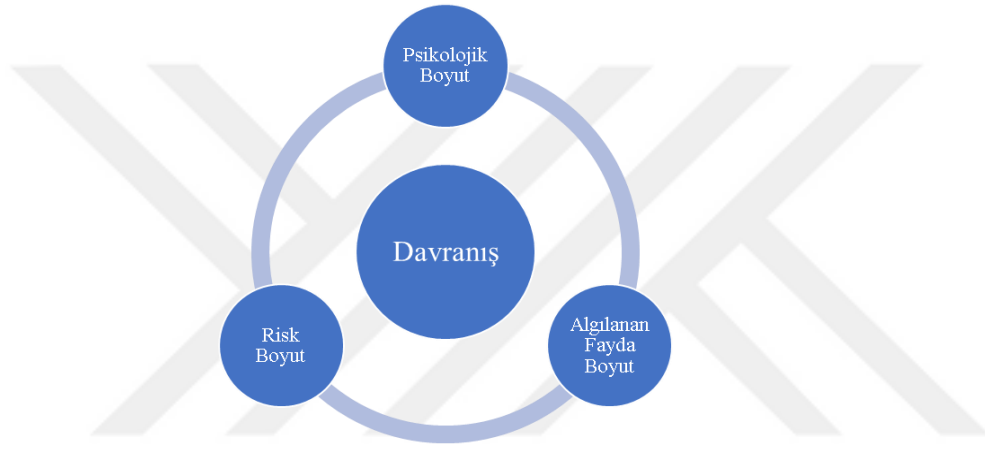 Psikolojik
Boyut
Davranış
Risk
Boyut
Algılanan
Fayda
Boyut